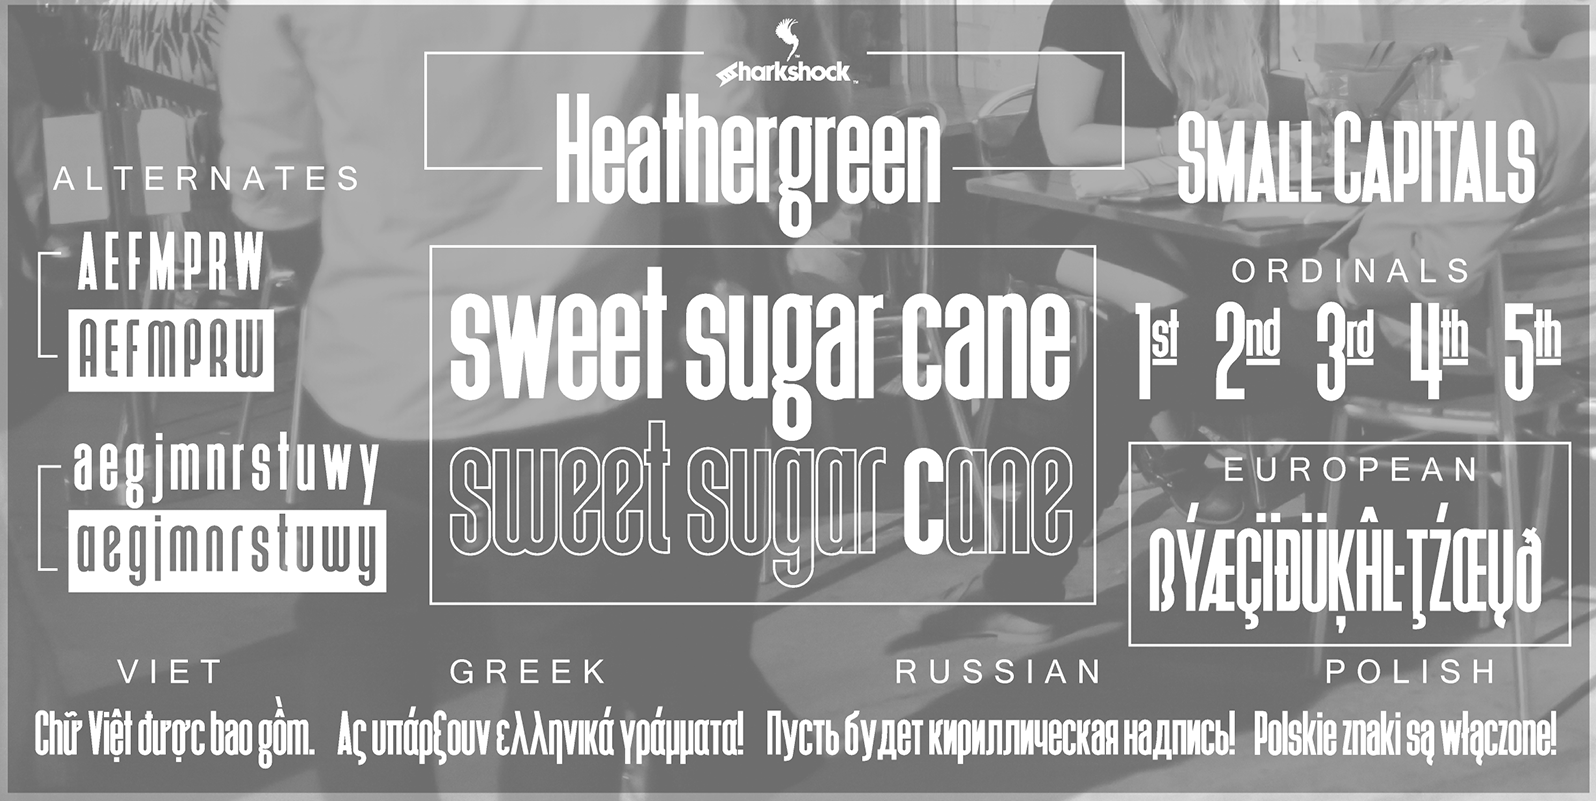 Sharkshock™
Heathergreen
ALTERNATES
AEFMPRW
AEFMPRW
aegjmnrstuwy
aegjmnrstuwy
sweet sugar cane
sweet sugar cane
SMALL CAPITALS
ORDINALS
1st 2nd 3rd 4th 5th
EUROPEAN
ßÝÆÇÏÐÜĶĤĿŢŹŒŲð
VIET
Chữ Việt được bao gồm.
GREEK
Ας υπάρξουν ελληνικά γράμματα!
RUSSIAN
Пусть будет кириллическая надпись!
POLISH
Polskie znaki są włączone!